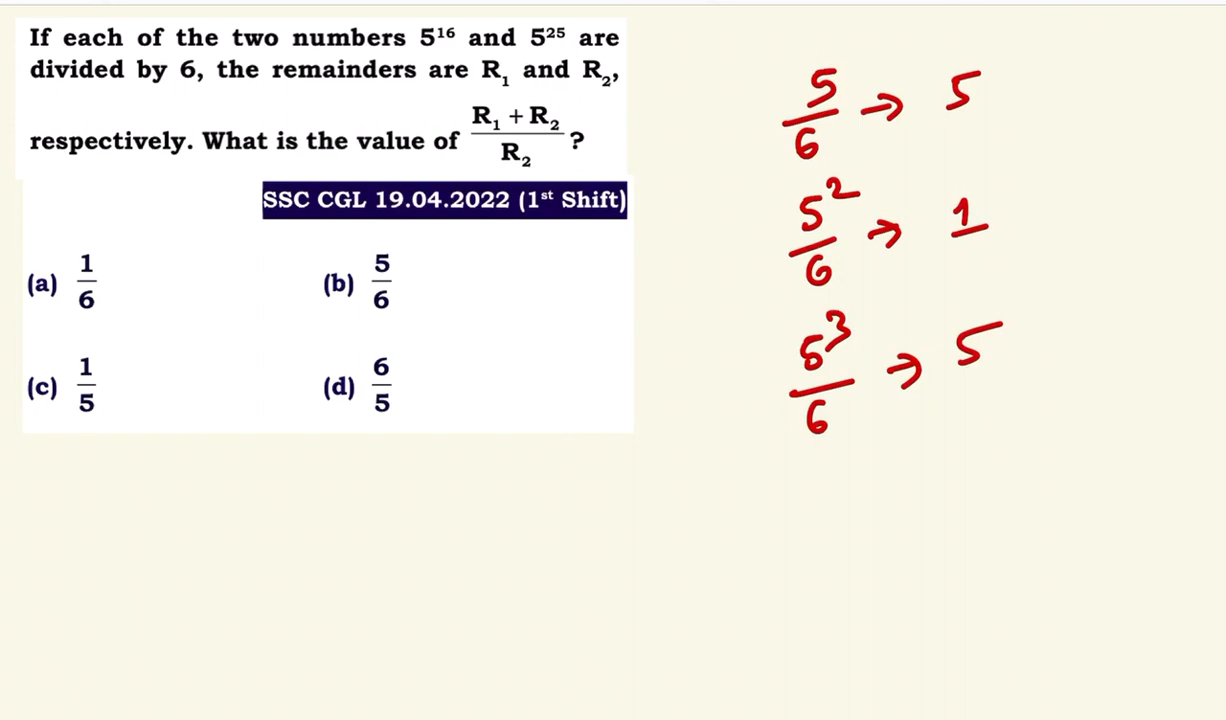 If each of the two numbers 5¹⁶ and 5²⁵ are
divided by 6, the remainders are R₁ and R₂,
respectively. What is the value of (R₁ + R₂)/R₂ ?
SSC CGL 19.04.2022 (1ˢᵗ Shift)
(a) 1/6 (b) 5/6
(c) 1/5 (d) 6/5
5/6 → 5
5²/6 → 1
5³/6 → 5